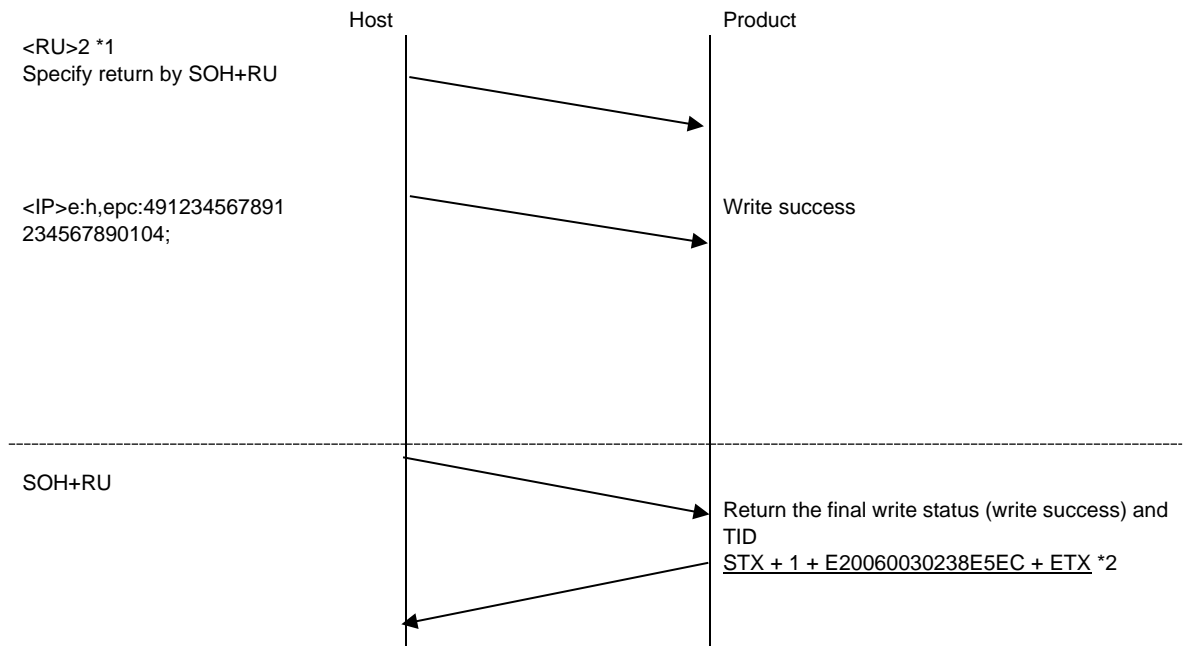 Host
Product
<RU>2 *1
Specify return by SOH+RU
<IP>e:h,epc:491234567891
234567890104;
Write success
SOH+RU
Return the final write status (write success) and
TID
STX + 1 + E20060030238E5EC + ETX *2